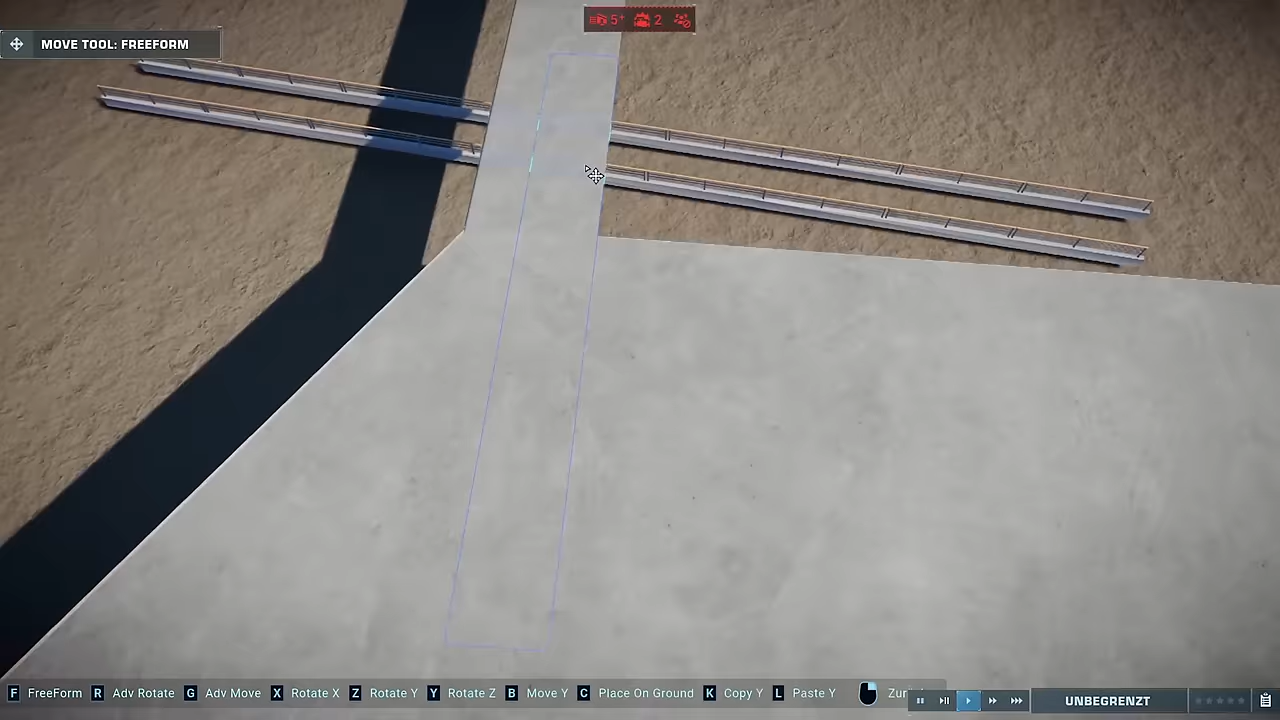 5+ 2
MOVE TOOL: FREEFORM
F FreeForm R Adv Rotate G Adv Move X Rotate X Z Rotate Y Y Rotate Z B Move Y C Place On Ground K Copy Y L Paste Y
UNBEGRENZT